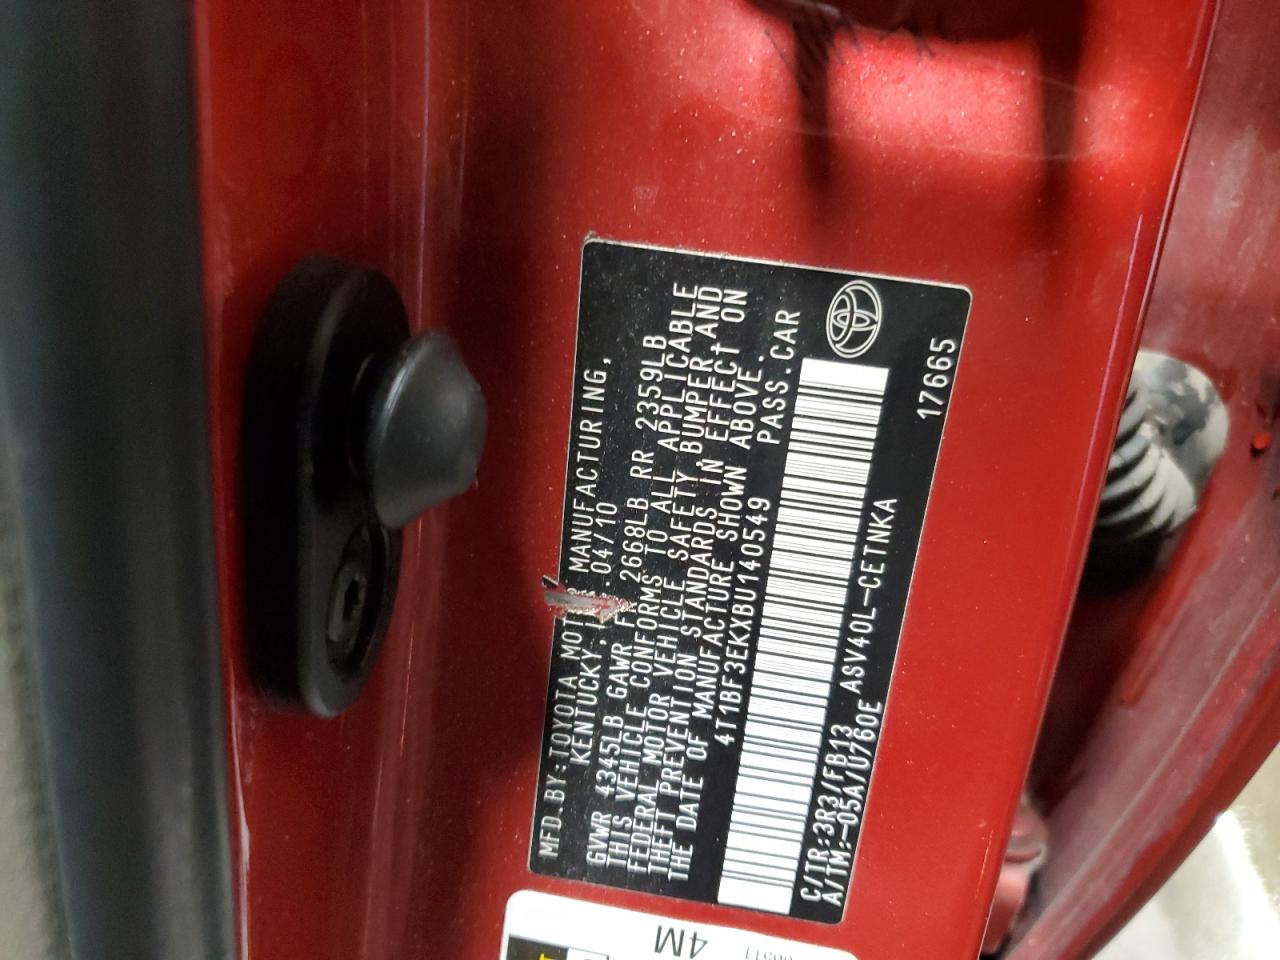 MFD.BY:TOYOTA MOTOR MANUFACTURING,
KENTUCKY, 04/10
GVWR 4345LB GAWR FR 2668LB RR 2359LB
THIS VEHICLE CONFORMS TO ALL APPLICABLE
FEDERAL MOTOR VEHICLE SAFETY, BUMPER, AND
THEFT PREVENTION STANDARDS IN EFFECT ON
THE DATE OF MANUFACTURE SHOWN ABOVE.
4T1BF3EKXBU140549 PASS.CAR
C/TR:3R3/FB13 ASV40L-CETNKA
A/TM:-05A/U760E 17665
4M